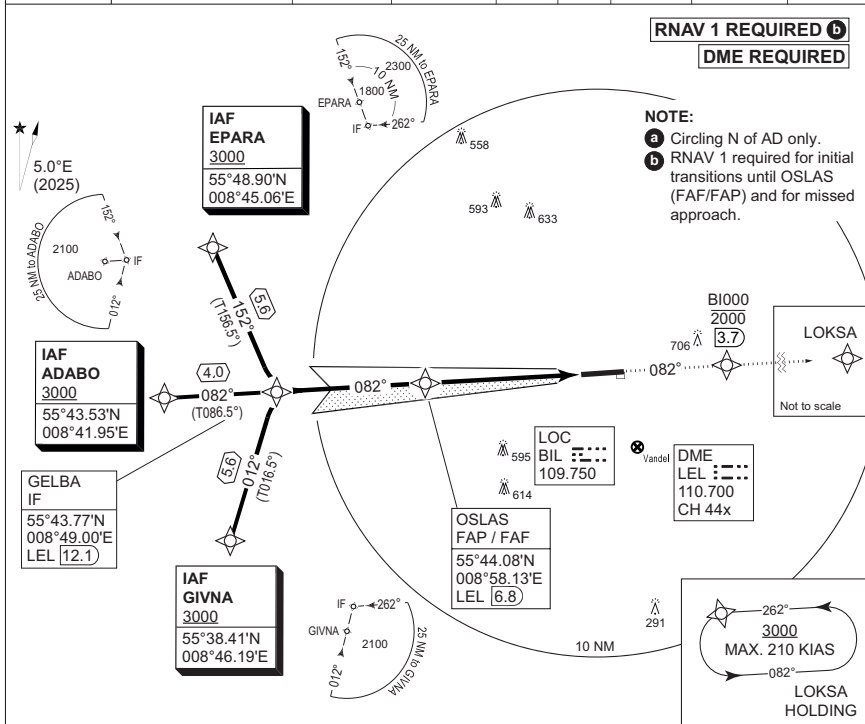 RNAV 1 REQUIRED b
DME REQUIRED
NOTE:
a Circling N of AD only.
b RNAV 1 required for initial
transitions until OSLAS
(FAF/FAP) and for missed
approach.
25 NM to EPARA
152°
2300
10 NM
1800
EPARA
IF
262°
IAF
EPARA
3000
55°48.90'N
008°45.06'E
5.0°E
(2025)
558
593
633
25 NM to ADABO
152°
2100
ADABO
IF
012°
5.6
152°
(T156.5°)
BI000
2000
3.7
706
082°
LOKSA
Not to scale
IAF
ADABO
3000
55°43.53'N
008°41.95'E
4.0
082°
(T086.5°)
082°
5.6
012°
(T016.5°)
GELBA
IF
55°43.77'N
008°49.00'E
LEL 12.1
595
614
LOC
BIL
109.750
Vandel
DME
LEL
110.700
CH 44x
OSLAS
FAP / FAF
55°44.08'N
008°58.13'E
LEL 6.8
IAF
GIVNA
3000
55°38.41'N
008°46.19'E
IF
262°
GIVNA
2100
012°
25 NM to GIVNA
291
10 NM
262°
3000
MAX. 210 KIAS
082°
LOKSA
HOLDING